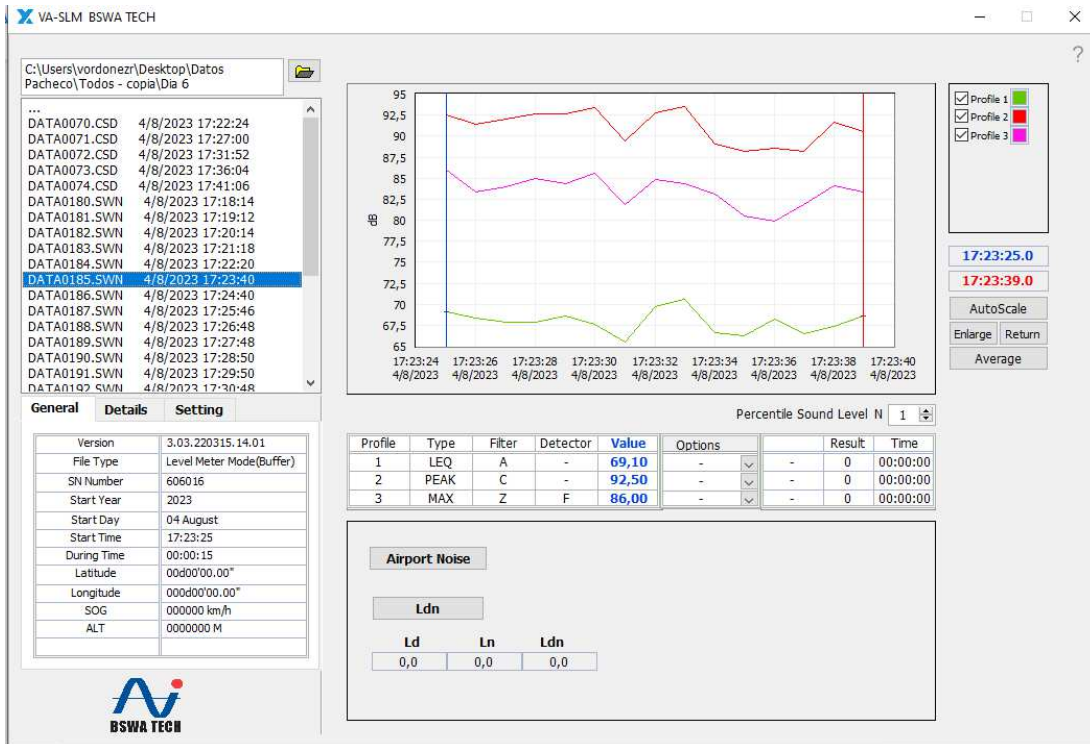 VA-SLM BSWA TECH
?
C:\Users\vordonezr\Desktop\Datos
Pacheco\Todos - copia\Dia 6
...
DATA0070.CSD 4/8/2023 17:22:24
DATA0071.CSD 4/8/2023 17:27:00
DATA0072.CSD 4/8/2023 17:31:52
DATA0073.CSD 4/8/2023 17:36:04
DATA0074.CSD 4/8/2023 17:41:06
DATA0180.SWN 4/8/2023 17:18:14
DATA0181.SWN 4/8/2023 17:19:12
DATA0182.SWN 4/8/2023 17:20:14
DATA0183.SWN 4/8/2023 17:21:18
DATA0184.SWN 4/8/2023 17:22:20
DATA0185.SWN 4/8/2023 17:23:40
DATA0186.SWN 4/8/2023 17:24:40
DATA0187.SWN 4/8/2023 17:25:46
DATA0188.SWN 4/8/2023 17:26:48
DATA0189.SWN 4/8/2023 17:27:48
DATA0190.SWN 4/8/2023 17:28:50
DATA0191.SWN 4/8/2023 17:29:50
DATA0192.SWN 4/8/2023 17:30:48
General Details Setting
Version 3.03.220315.14.01
File Type Level Meter Mode(Buffer)
SN Number 606016
Start Year 2023
Start Day 04 August
Start Time 17:23:25
During Time 00:00:15
Latitude 00d00'00.00"
Longitude 000d00'00.00"
SOG 000000 km/h
ALT 0000000 M
BSWA TECH
dB
95
92,5
90
87,5
85
82,5
80
77,5
75
72,5
70
67,5
65
17:23:24 17:23:26 17:23:28 17:23:30 17:23:32 17:23:34 17:23:36 17:23:38 17:23:40
4/8/2023 4/8/2023 4/8/2023 4/8/2023 4/8/2023 4/8/2023 4/8/2023 4/8/2023 4/8/2023
Profile 1
Profile 2
Profile 3
17:23:25.0
17:23:39.0
AutoScale
Enlarge Return
Average
Percentile Sound Level N 1
Profile Type Filter Detector Value Options Result Time
1 LEQ A - 69,10 - - 0 00:00:00
2 PEAK C - 92,50 - - 0 00:00:00
3 MAX Z F 86,00 - - 0 00:00:00
Airport Noise
Ldn
Ld Ln Ldn
0,0 0,0 0,0